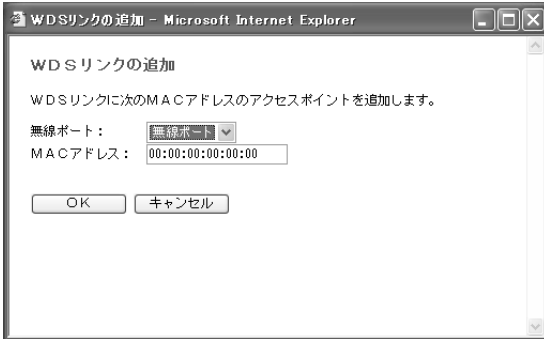 WDSリンクの追加 - Microsoft Internet Explorer
WDSリンクの追加
WDSリンクに次のMACアドレスのアクセスポイントを追加します。
無線ポート: 無線ポート
MACアドレス: 00:00:00:00:00:00
OK キャンセル